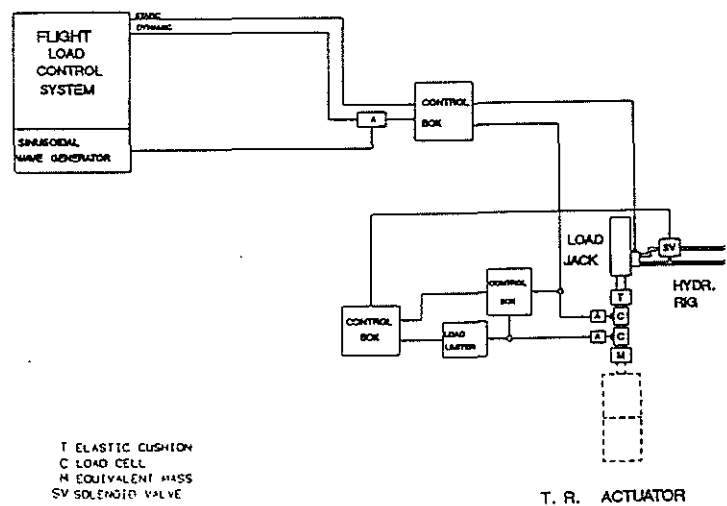 STATIC
DYNAMIC
FLIGHT
LOAD
CONTROL
SYSTEM
SINUSOIDAL
WAVE GENERATOR
A
CONTROL
BOX
LOAD
JACK
SV
HYDR.
RIG
T
C
C
M
A
A
CONTROL
BOX
CONTROL
BOX
LOAD
LIMITER
T ELASTIC CUSHION
C LOAD CELL
M EQUIVALENT MASS
SV SOLENOID VALVE
T. R. ACTUATOR